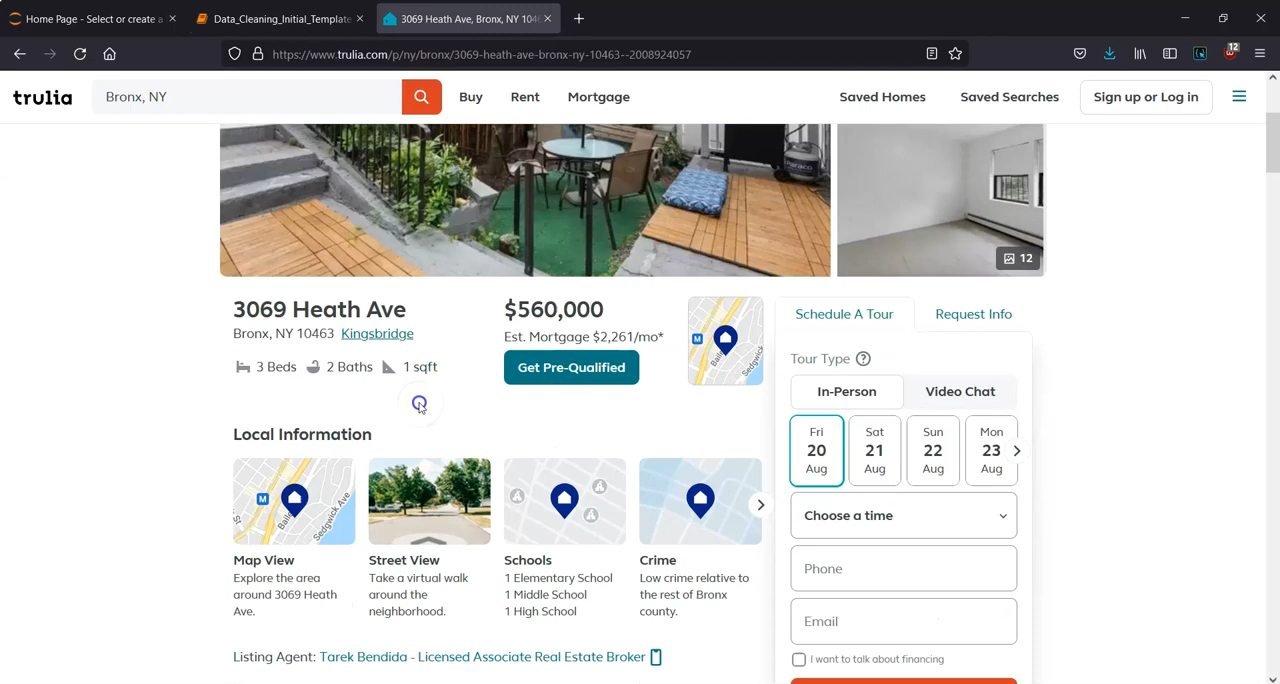 Home Page - Select or create a
Data_Cleaning_Initial_Template
3069 Heath Ave, Bronx, NY 104
https://www.trulia.com/p/ny/bronx/3069-heath-ave-bronx-ny-10463--2008924057
12
trulia
Bronx, NY
Buy
Rent
Mortgage
Saved Homes
Saved Searches
Sign up or Log in
12
3069 Heath Ave
Bronx, NY 10463 Kingsbridge
3 Beds
2 Baths
1 sqft
$560,000
Est. Mortgage $2,261/mo*
Get Pre-Qualified
M
Sedgwick
Schedule A Tour
Request Info
Tour Type
In-Person
Video Chat
Fri
20
Aug
Sat
21
Aug
Sun
22
Aug
Mon
23
Aug
Choose a time
Phone
Email
I want to talk about financing
Local Information
M
Sedgwick Ave
Map View
Explore the area
around 3069 Heath
Ave.
Street View
Take a virtual walk
around the
neighborhood.
Schools
1 Elementary School
1 Middle School
1 High School
Crime
Low crime relative to
the rest of Bronx
county.
Listing Agent: Tarek Bendida - Licensed Associate Real Estate Broker